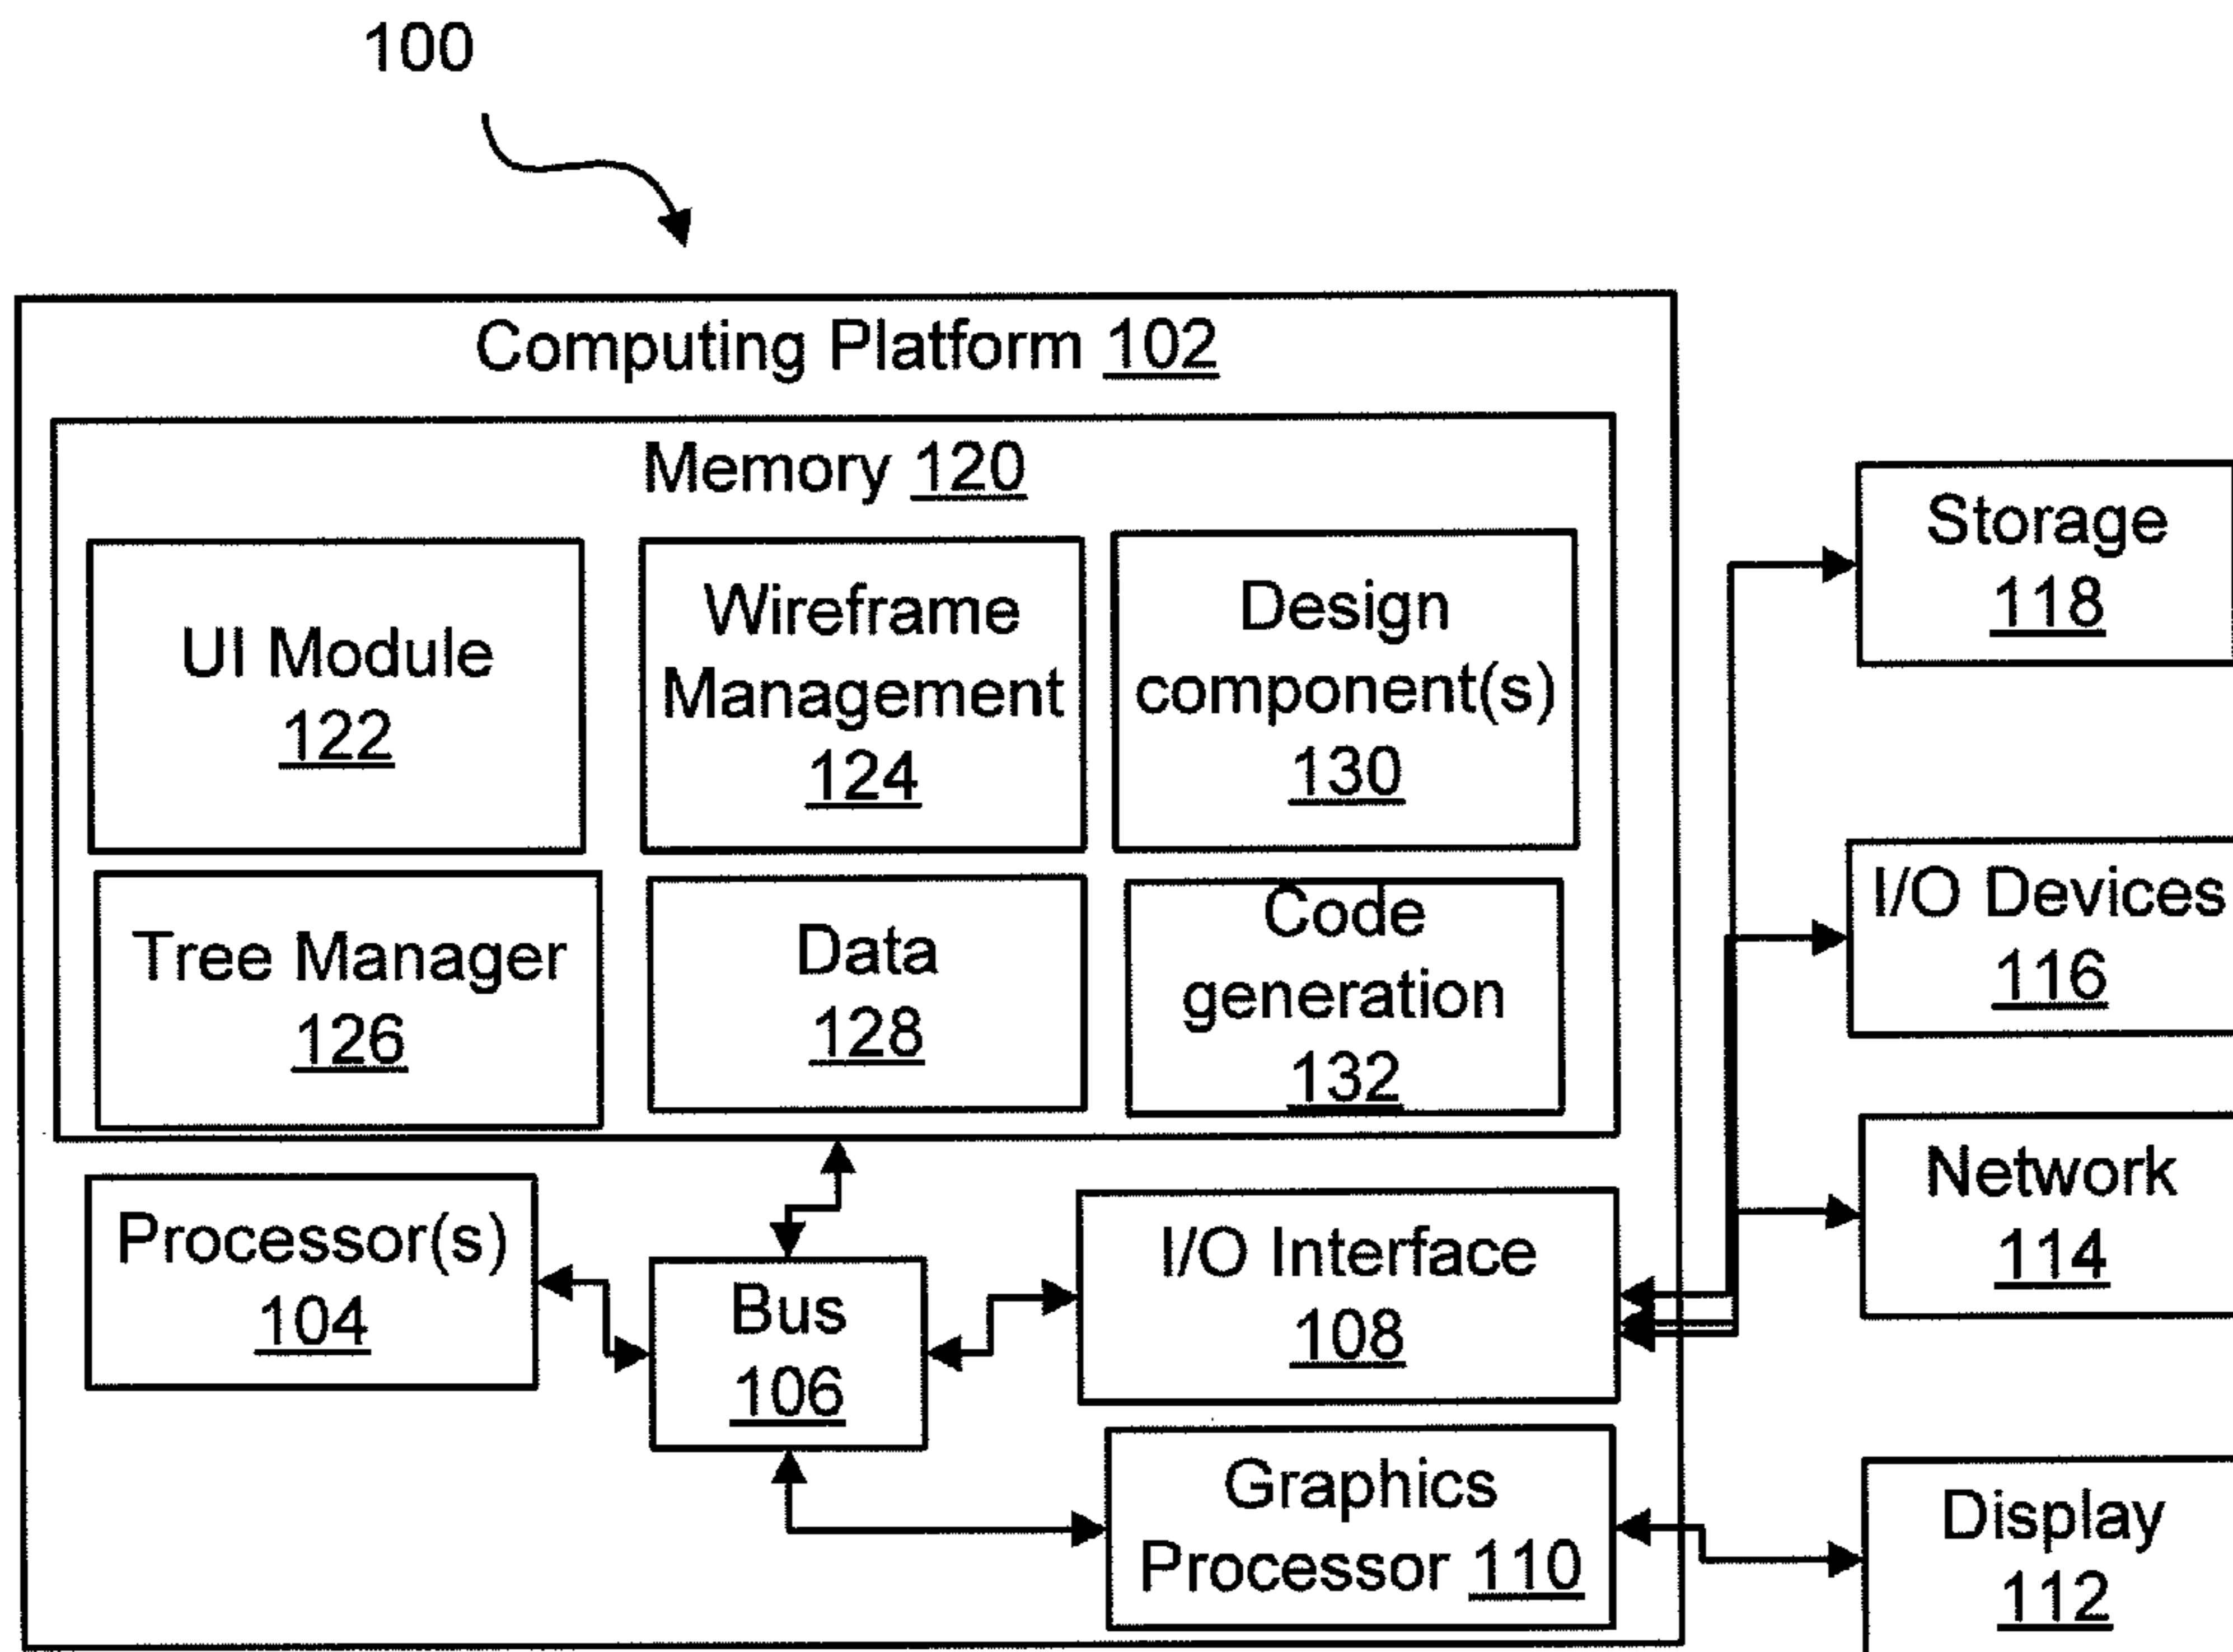 100
Computing Platform 102
Memory 120
UI Module
122
Wireframe
Management
124
Design
component(s)
130
Tree Manager
126
Data
128
Code
generation
132
Processor(s)
104
Bus
106
I/O Interface
108
Graphics
Processor 110
Storage
118
I/O Devices
116
Network
114
Display
112